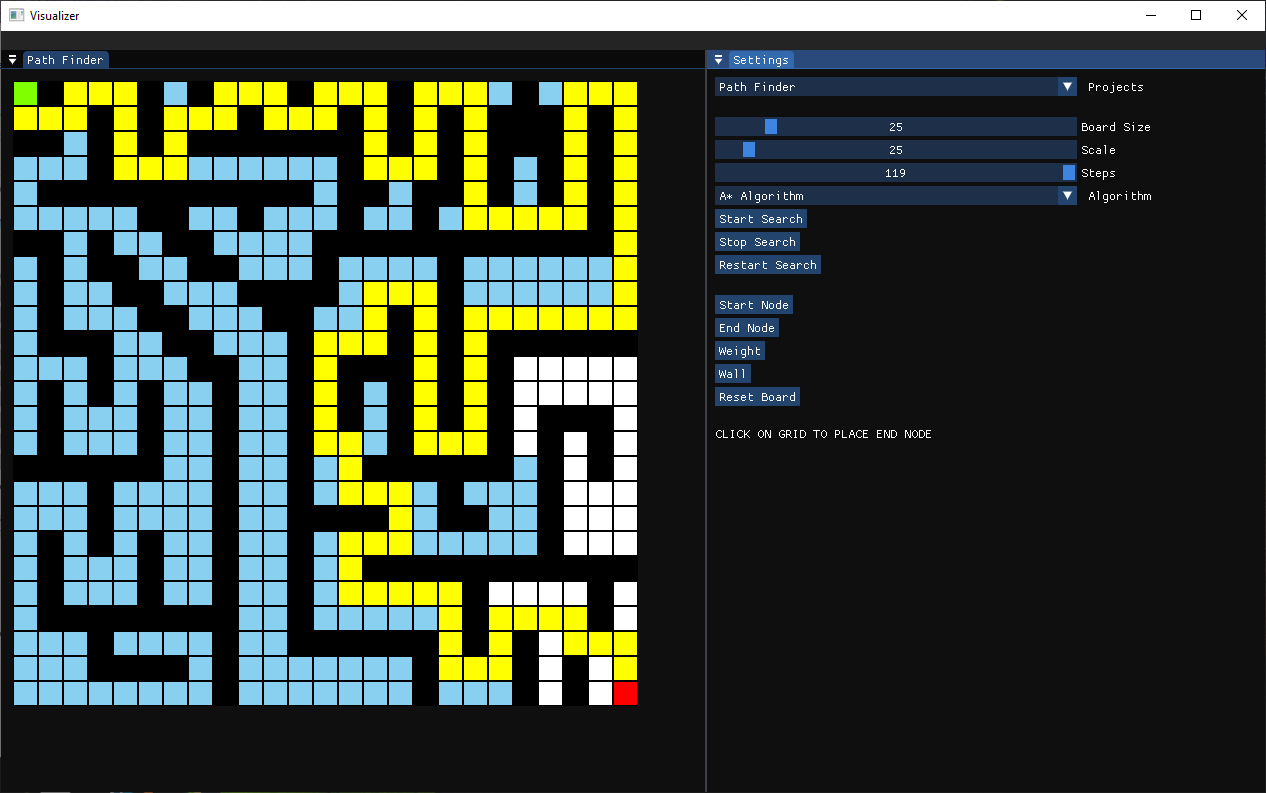 Visualizer
Path Finder
Settings
Path Finder
Projects
25
Board Size
25
Scale
119
Steps
A* Algorithm
Algorithm
Start Search
Stop Search
Restart Search
Start Node
End Node
Weight
Wall
Reset Board
CLICK ON GRID TO PLACE END NODE